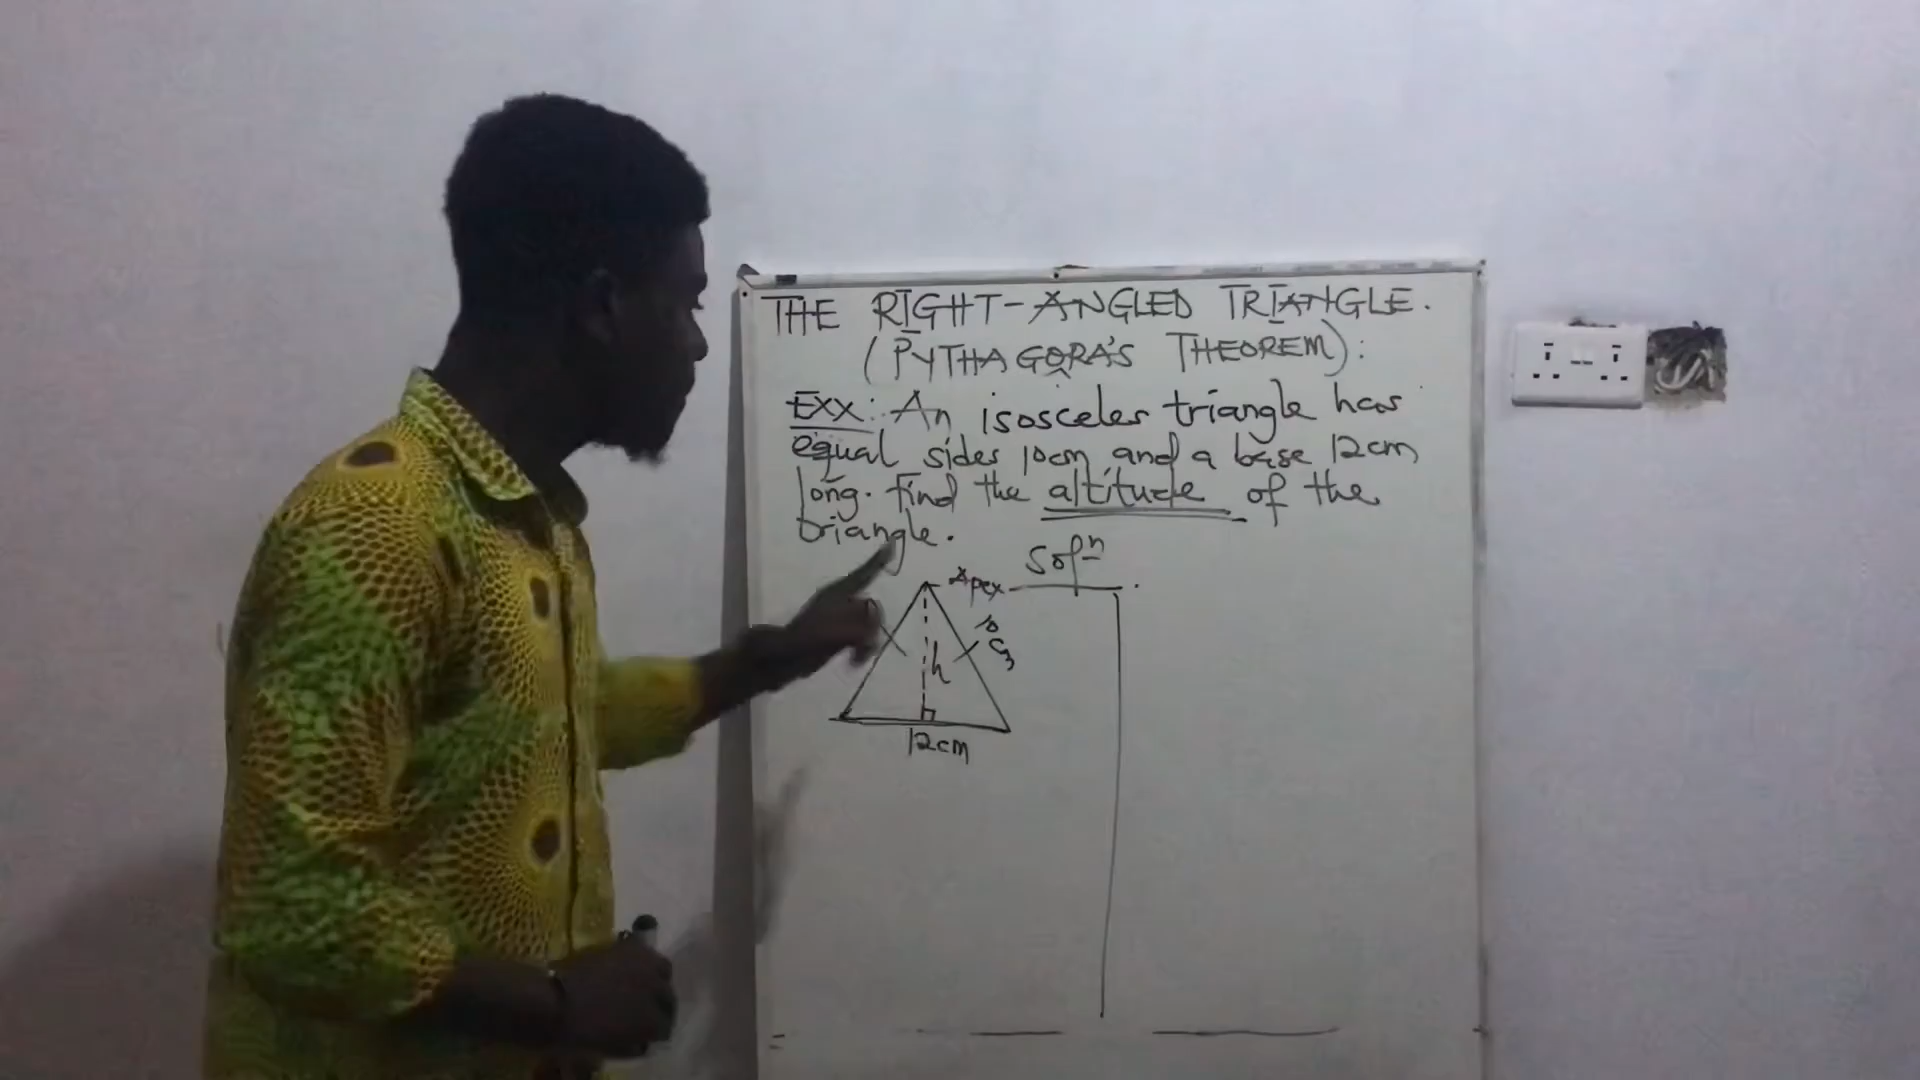 THE RIGHT-ANGLED TRIANGLE.
(PYTHAGORA'S THEOREM):
EXX: An isosceles triangle has
equal sides 10cm and a base 12cm
long. find the altitude of the
triangle.
Soln
Apex
10cm
h
12cm